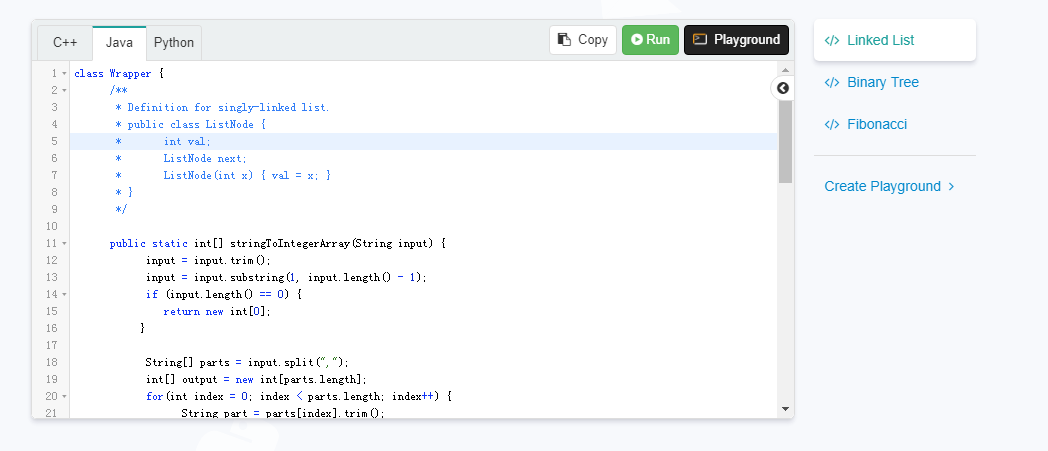 C++ Java Python Copy Run Playground
1 class Wrapper {
2 /**
3 * Definition for singly-linked list.
4 * public class ListNode {
5 * int val;
6 * ListNode next;
7 * ListNode(int x) { val = x; }
8 * }
9 */
10
11 public static int[] stringToIntegerArray(String input) {
12 input = input.trim();
13 input = input.substring(1, input.length() - 1);
14 if (input.length() == 0) {
15 return new int[0];
16 }
17
18 String[] parts = input.split(",");
19 int[] output = new int[parts.length];
20 for(int index = 0; index < parts.length; index++) {
21 String part = parts[index].trim();
</> Linked List
</> Binary Tree
</> Fibonacci
Create Playground >